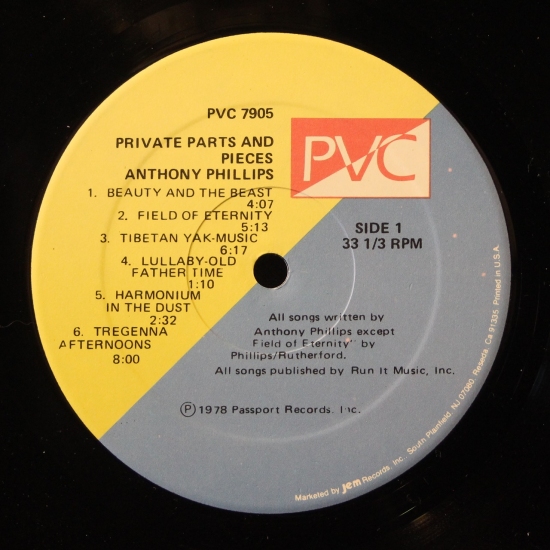 PVC 7905
PRIVATE PARTS AND
PIECES
ANTHONY PHILLIPS
1. BEAUTY AND THE BEAST
4:07
2. FIELD OF ETERNITY
5:13
3. TIBETAN YAK-MUSIC
6:17
4. LULLABY-OLD
FATHER TIME
1:10
5. HARMONIUM
IN THE DUST
2:32
6. TREGENNA
AFTERNOONS
8:00
PVC
SIDE 1
33 1/3 RPM
All songs written by
Anthony Phillips except
Field of Eternity" by
Phillips/Rutherford.
All songs published by Run It Music, Inc.
Ⓟ1978 Passport Records, Inc.
Marketed by jem Records, Inc. South Plainfield, NJ 07080, Reseda, Ca 91335 Printed in U.S.A.